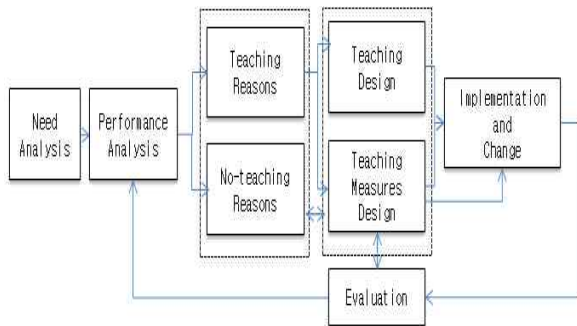 Need
Analysis
Performance
Analysis
Teaching
Reasons
No-teaching
Reasons
Teaching
Design
Teaching
Measures
Design
Implementation
and
Change
Evaluation